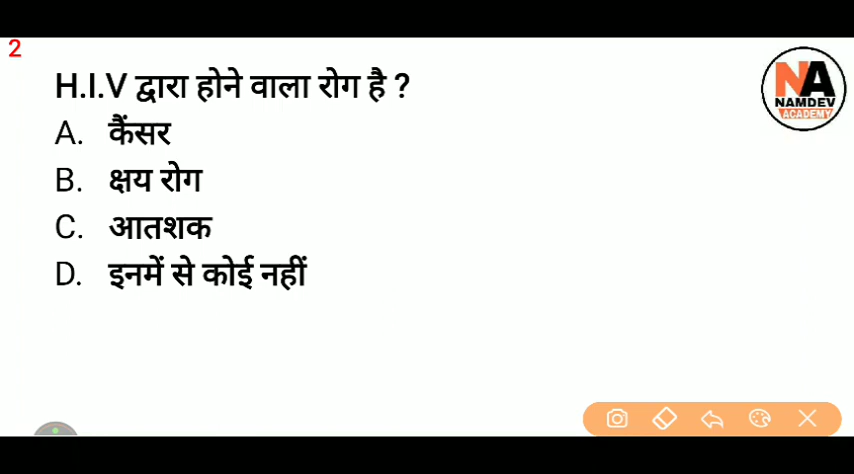 2
H.I.V द्वारा होने वाला रोग है ?
A. कैंसर
B. क्षय रोग
C. आतशक
D. इनमें से कोई नहीं
NA
NAMDEV
ACADEMY